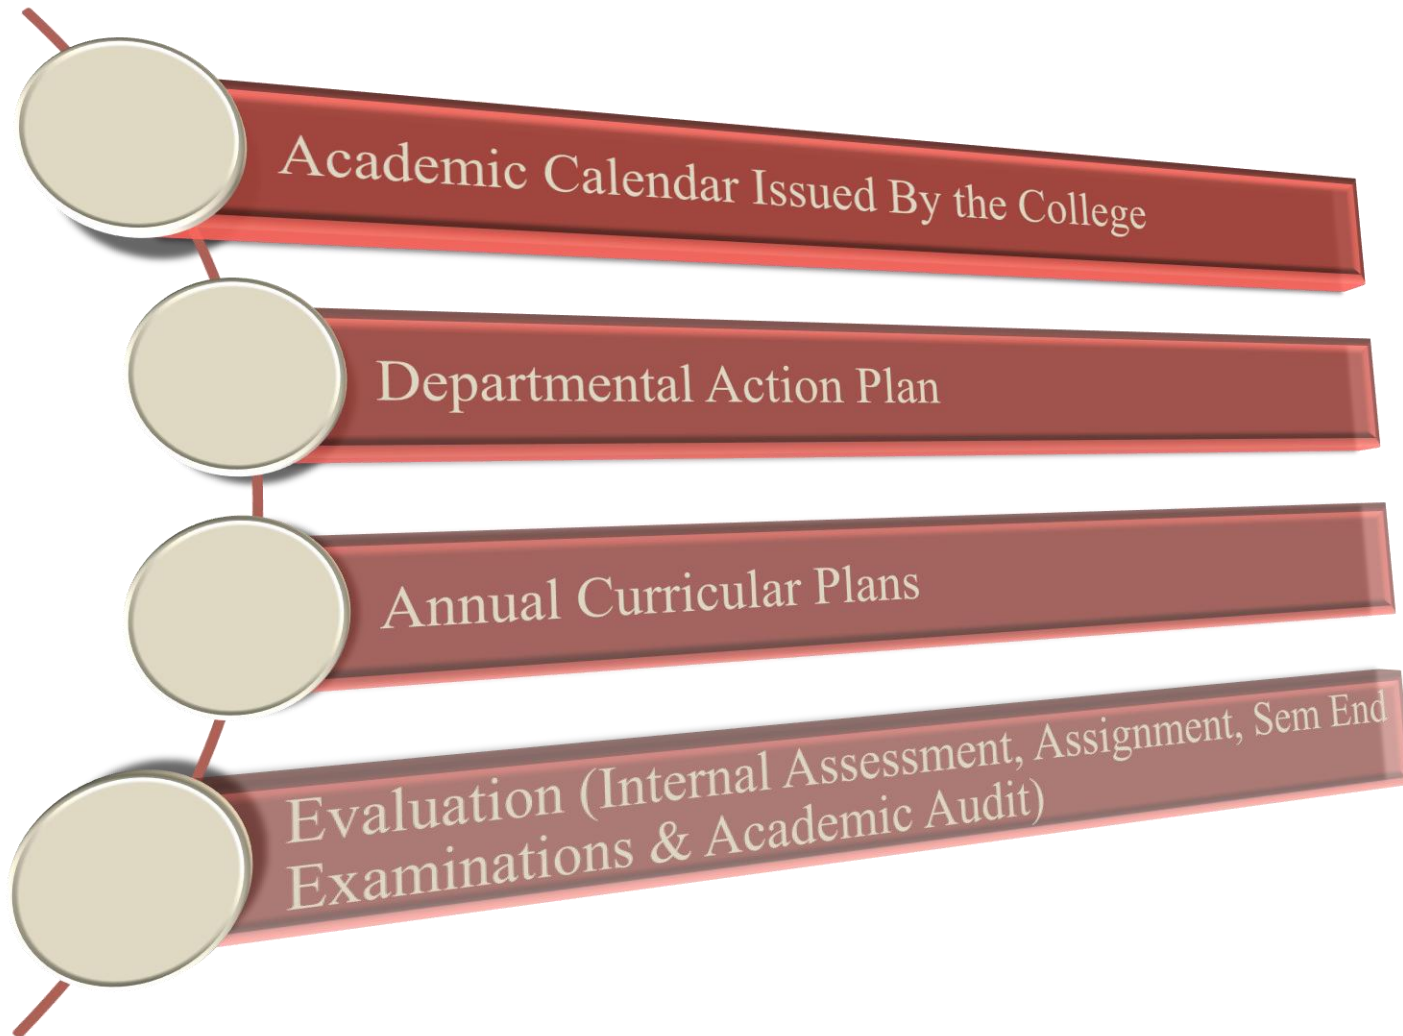 Academic Calendar Issued By the College
Departmental Action Plan
Annual Curricular Plans
Evaluation (Internal Assessment, Assignment, Sem End
Examinations & Academic Audit)